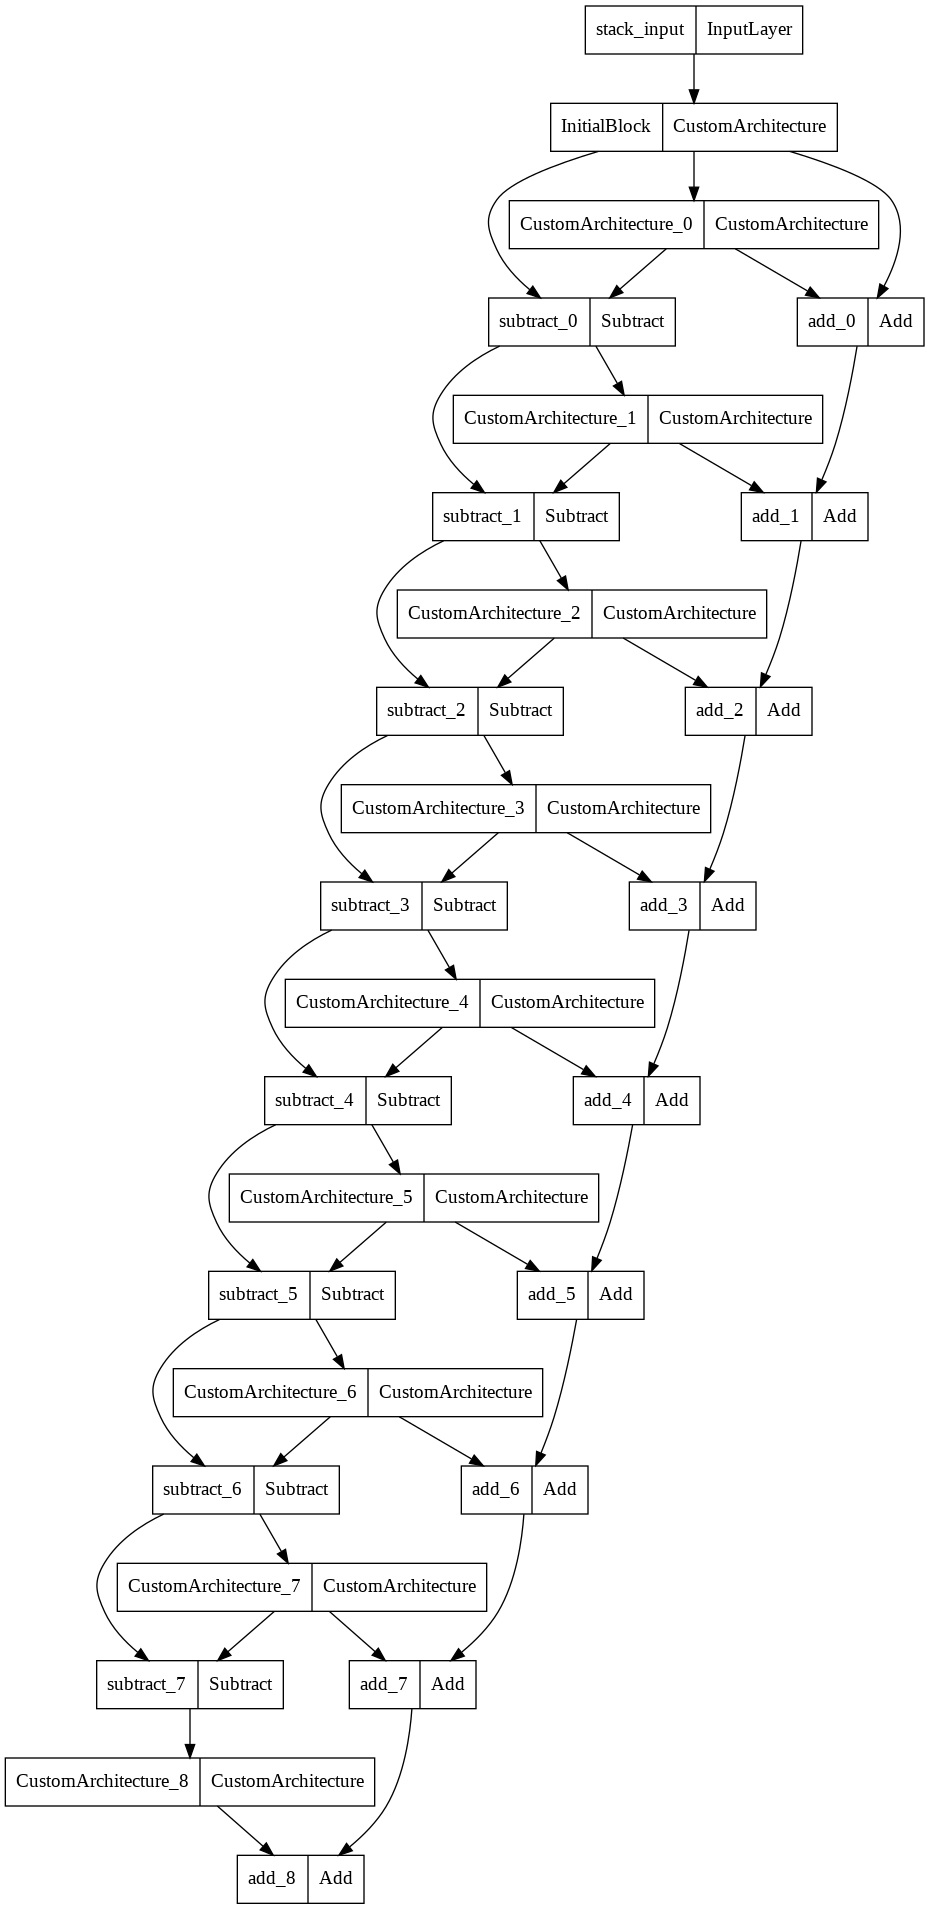 stack_input InputLayer
InitialBlock CustomArchitecture
CustomArchitecture_0 CustomArchitecture
subtract_0 Subtract add_0 Add
CustomArchitecture_1 CustomArchitecture
subtract_1 Subtract add_1 Add
CustomArchitecture_2 CustomArchitecture
subtract_2 Subtract add_2 Add
CustomArchitecture_3 CustomArchitecture
subtract_3 Subtract add_3 Add
CustomArchitecture_4 CustomArchitecture
subtract_4 Subtract add_4 Add
CustomArchitecture_5 CustomArchitecture
subtract_5 Subtract add_5 Add
CustomArchitecture_6 CustomArchitecture
subtract_6 Subtract add_6 Add
CustomArchitecture_7 CustomArchitecture
subtract_7 Subtract add_7 Add
CustomArchitecture_8 CustomArchitecture
add_8 Add